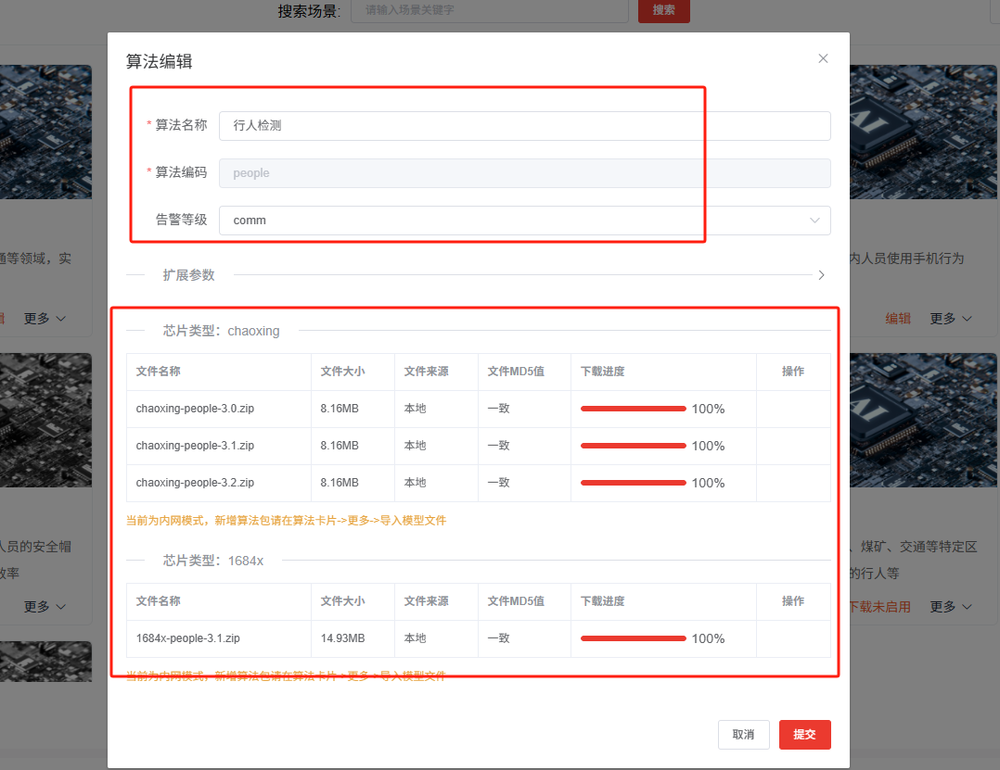 搜索场景: 请输入场景关键字 搜索
算法编辑
* 算法名称 行人检测
* 算法编码 people
告警等级 comm
通等领域，实
内人员使用手机行为
扩展参数
更多
编辑 更多
芯片类型：chaoxing
文件名称 文件大小 文件来源 文件MD5值 下载进度 操作
chaoxing-people-3.0.zip 8.16MB 本地 一致 100%
chaoxing-people-3.1.zip 8.16MB 本地 一致 100%
chaoxing-people-3.2.zip 8.16MB 本地 一致 100%
当前为内网模式，新增算法包请在算法卡片->更多->导入模型文件
人员的安全帽
、煤矿、交通等特定区
芯片类型：1684x
效率
的行人等
文件名称 文件大小 文件来源 文件MD5值 下载进度 操作
更多
下载未启用 更多
1684x-people-3.1.zip 14.93MB 本地 一致 100%
当前为内网模式，新增算法包请在算法卡片->更多->导入模型文件
取消 提交
AI
AI